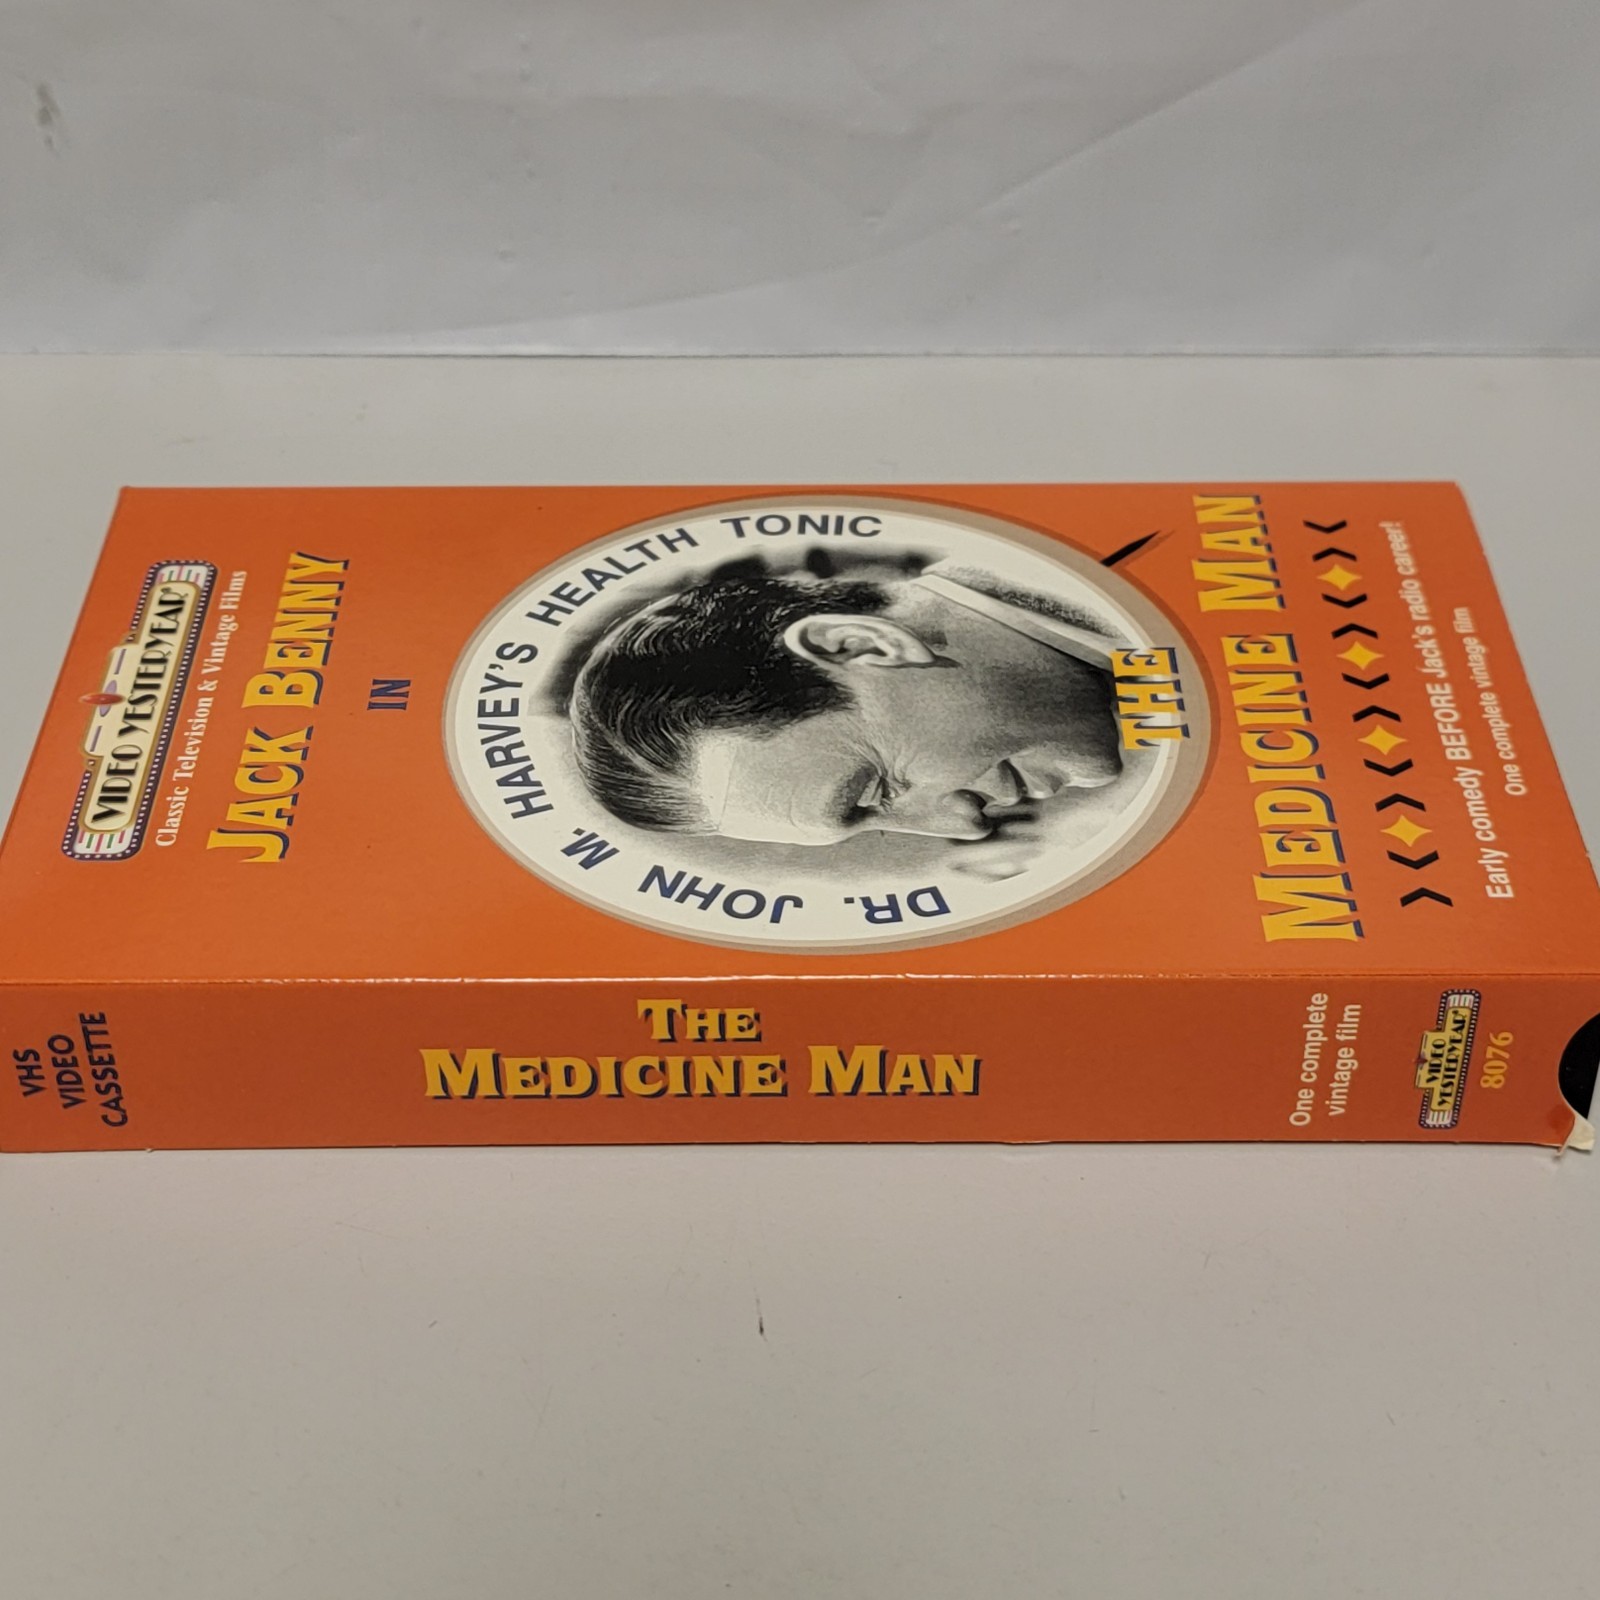 VIDEO YESTERYEAR®
Classic Television & Vintage Films
JACK BENNY
IN
DR. JOHN M. HARVEY'S HEALTH TONIC
THE
MEDICINE MAN
Early comedy BEFORE Jack's radio career!
One complete vintage film
VHS
VIDEO
CASSETTE
THE
MEDICINE MAN
One complete
vintage film
VIDEO
YESTERYEAR®
8076